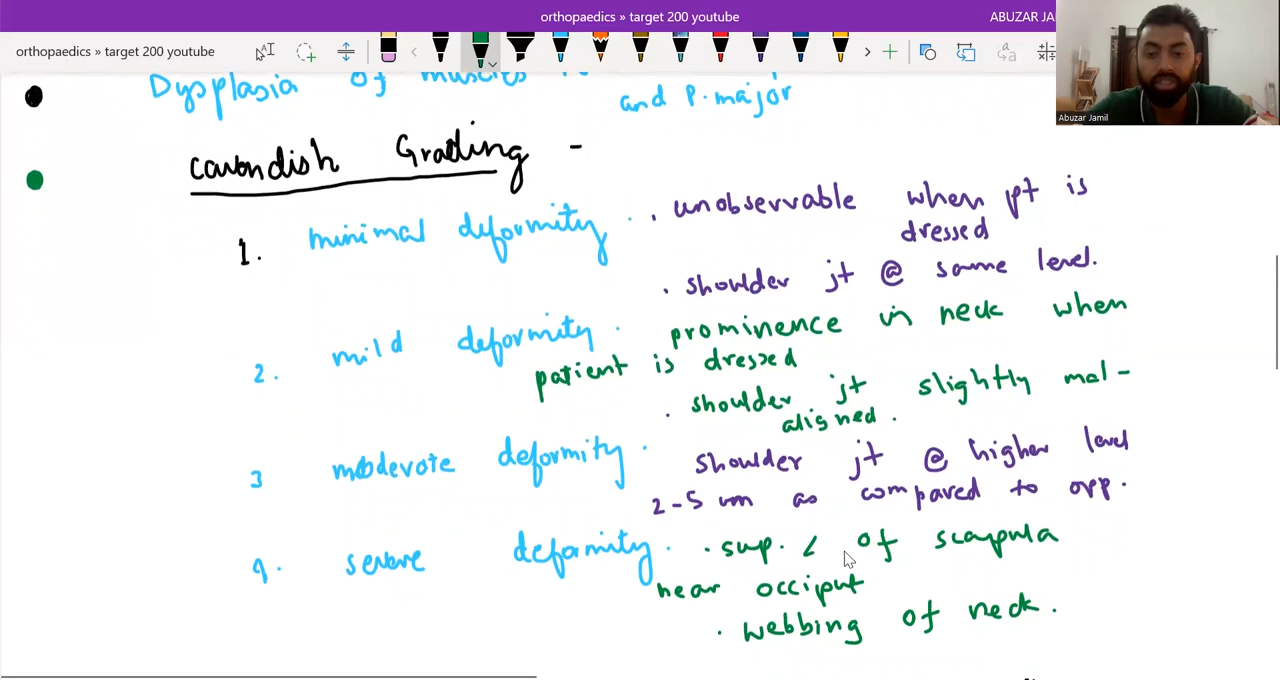 orthopaedics » target 200 youtube
ABUZAR JA
orthopaedics » target 200 youtube
Abuzar Jamil
Dysplasia of muscles
and P. major
Cavendish Grading -
1. minimal deformity . . unobservable when pt is
dressed
. shoulder jt @ same level.
2. mild deformity . prominence in neck when
patient is dressed
. shoulder jt slightly mal-
aligned .
3 moderate deformity . shoulder jt @ higher level
2-5 cm as compared to opp.
4. severe deformity . . sup. ∠ of scapula
near occiput
. webbing of neck .